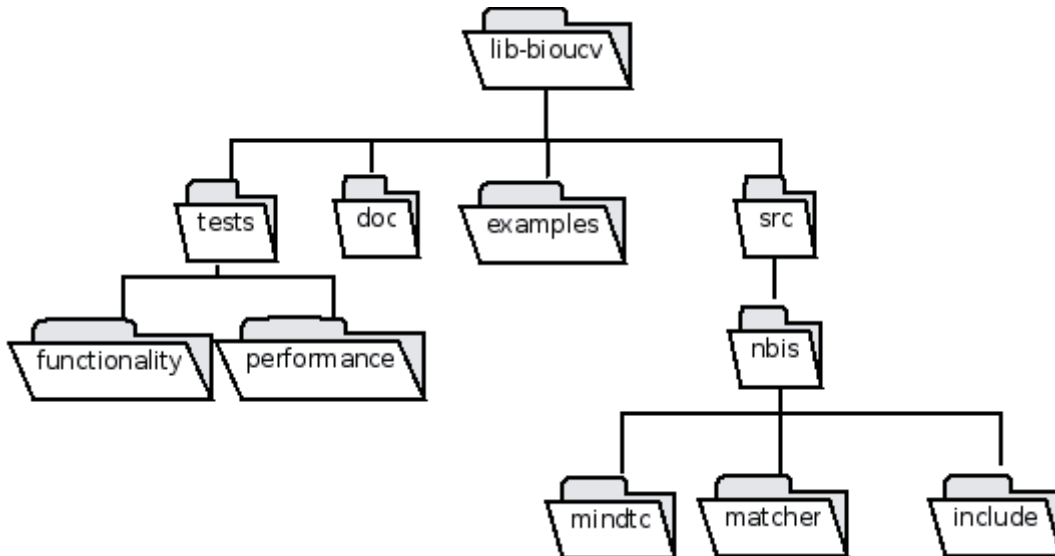 lib-bioucv
tests
doc
examples
src
functionality
performance
nbis
mindtc
matcher
include